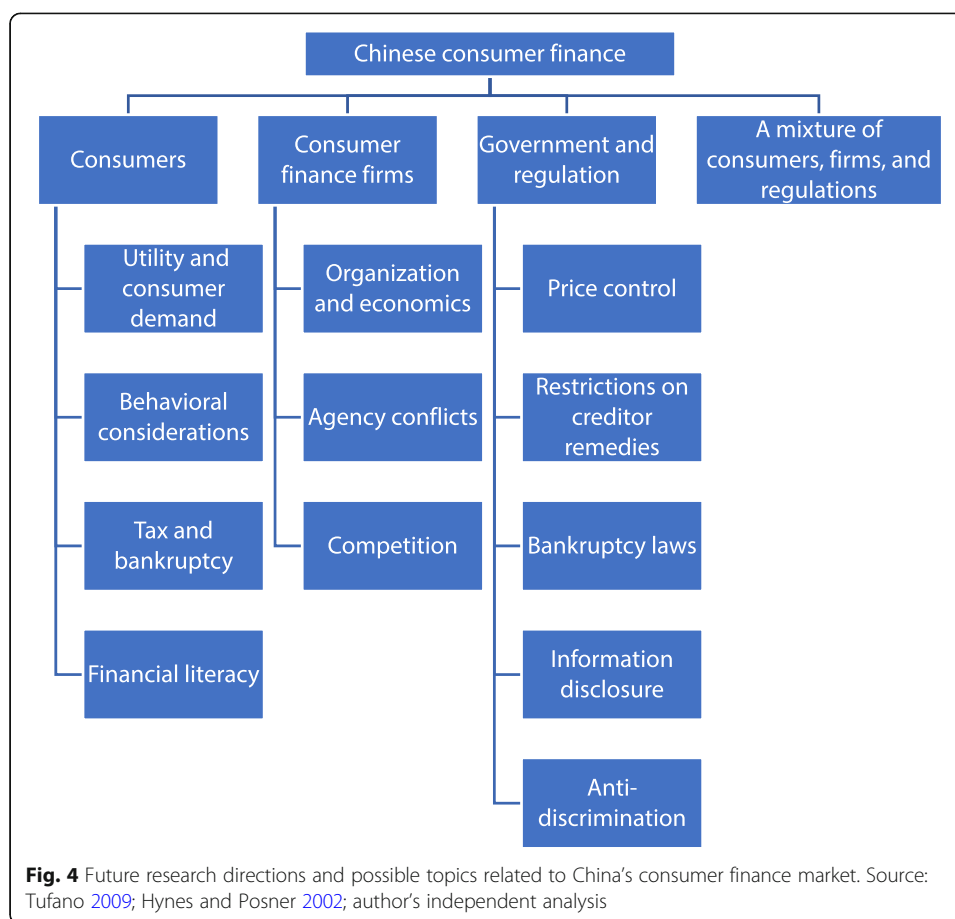 Chinese consumer finance
Consumers
Consumer
finance firms
Government and
regulation
A mixture of
consumers, firms, and
regulations
Utility and
consumer
demand
Behavioral
considerations
Tax and
bankruptcy
Financial literacy
Organization
and economics
Agency conflicts
Competition
Price control
Restrictions on
creditor
remedies
Bankruptcy laws
Information
disclosure
Anti-
discrimination
Fig. 4 Future research directions and possible topics related to China’s consumer finance market. Source:
Tufano 2009; Hynes and Posner 2002; author’s independent analysis